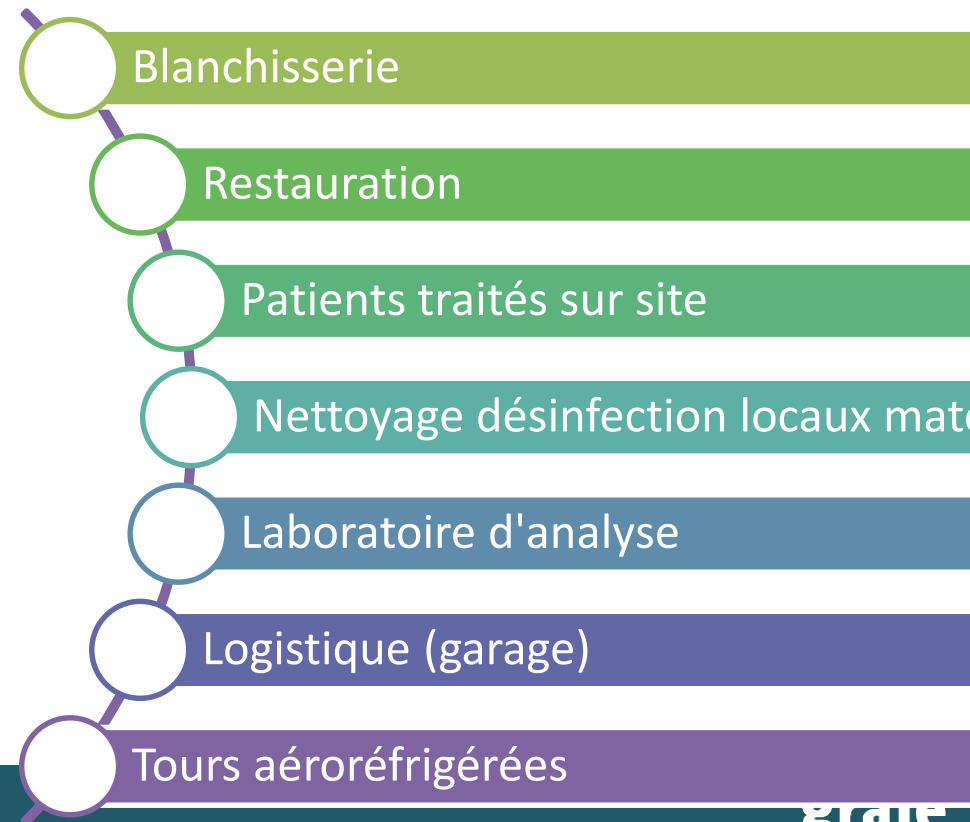 Blanchisserie
Restauration
Patients traités sur site
Nettoyage désinfection locaux
Laboratoire d'analyse
Logistique (garage)
Tours aéroréfrigérées